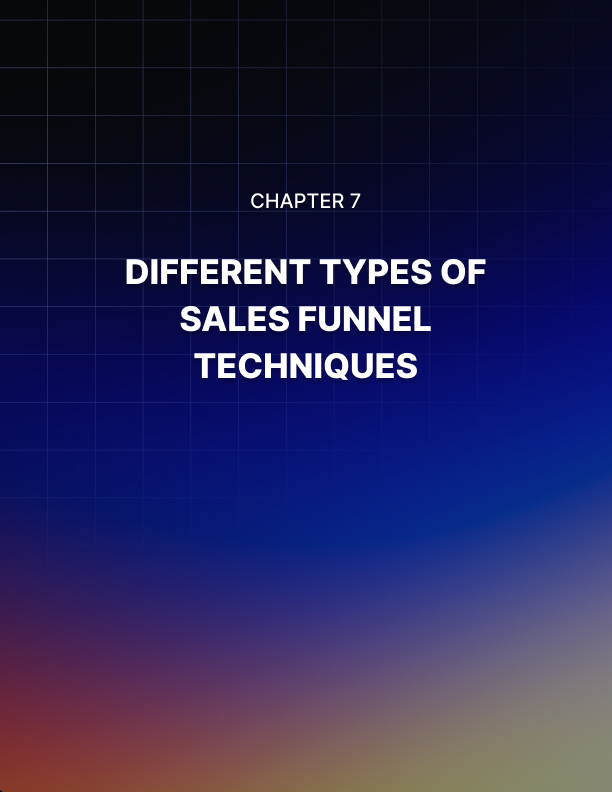 CHAPTER 7
DIFFERENT TYPES OF
SALES FUNNEL
TECHNIQUES